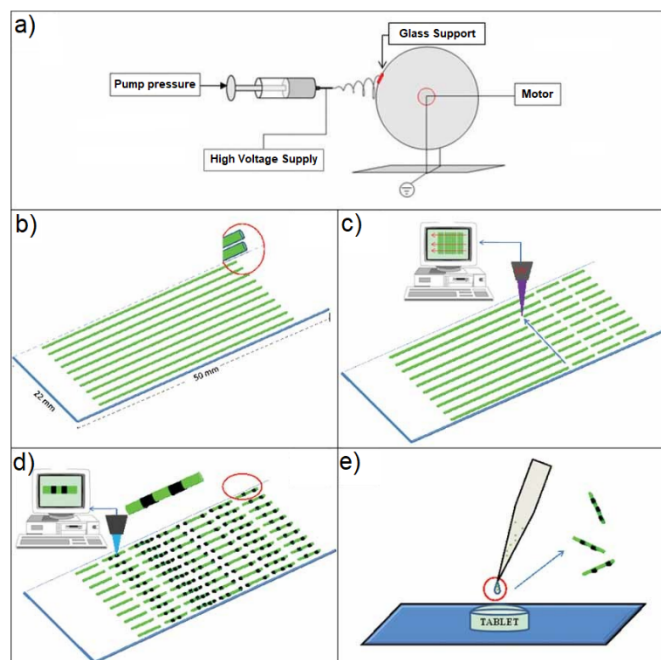 a)
Glass Support
Pump pressure
Motor
High Voltage Supply
b)
22 mm
50 mm
c)
d)
e)
TABLET